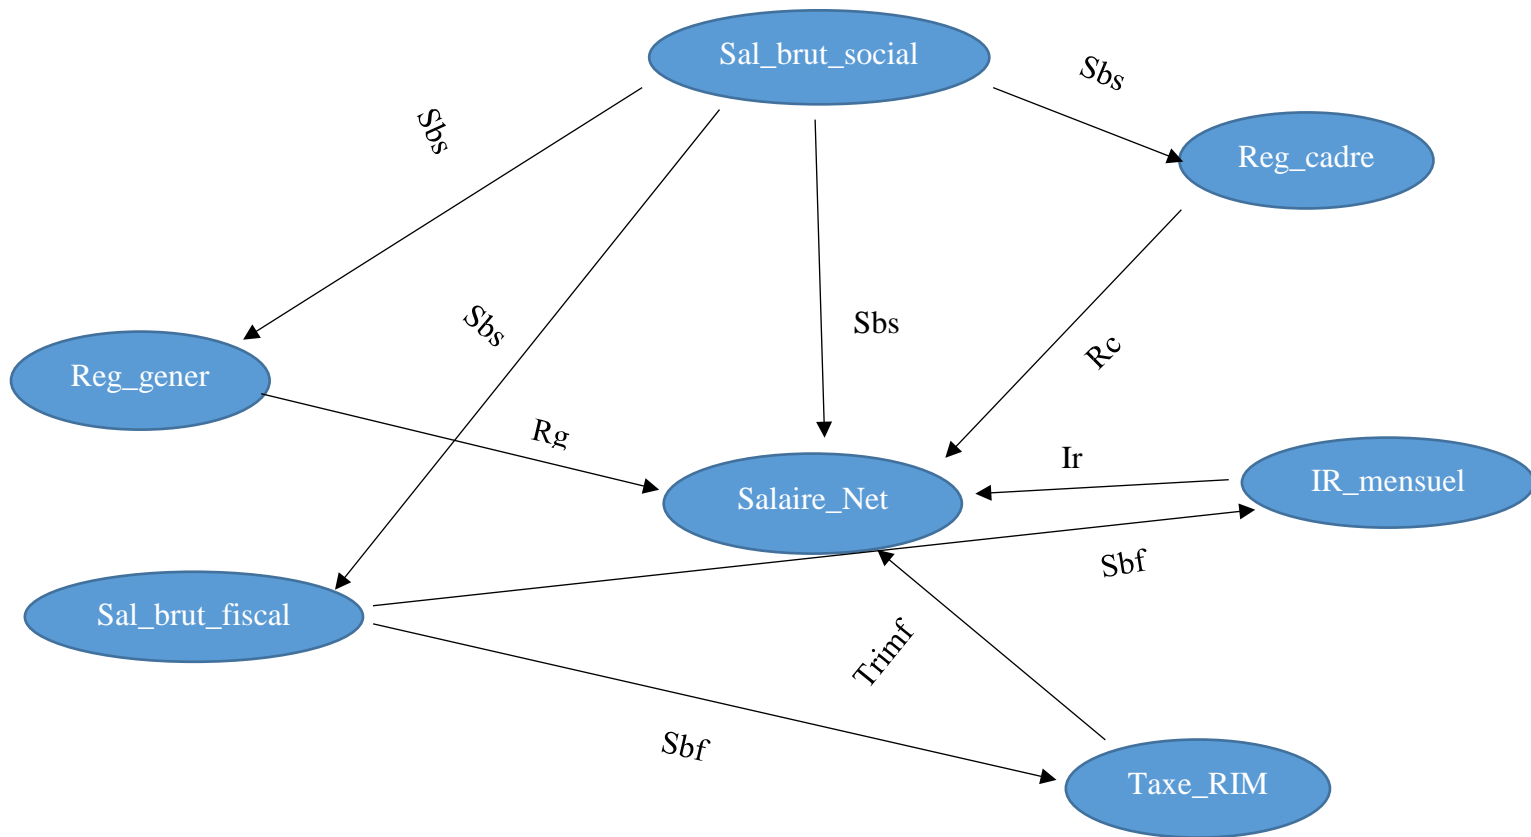 Sal_brut_social
Sbs
Sbs
Reg_cadre
Sbs
Sbs
Rc
Reg_gener
Rg
Ir
IR_mensuel
Salaire_Net
Sbf
Sal_brut_fiscal
Trimf
Sbf
Taxe_RIM